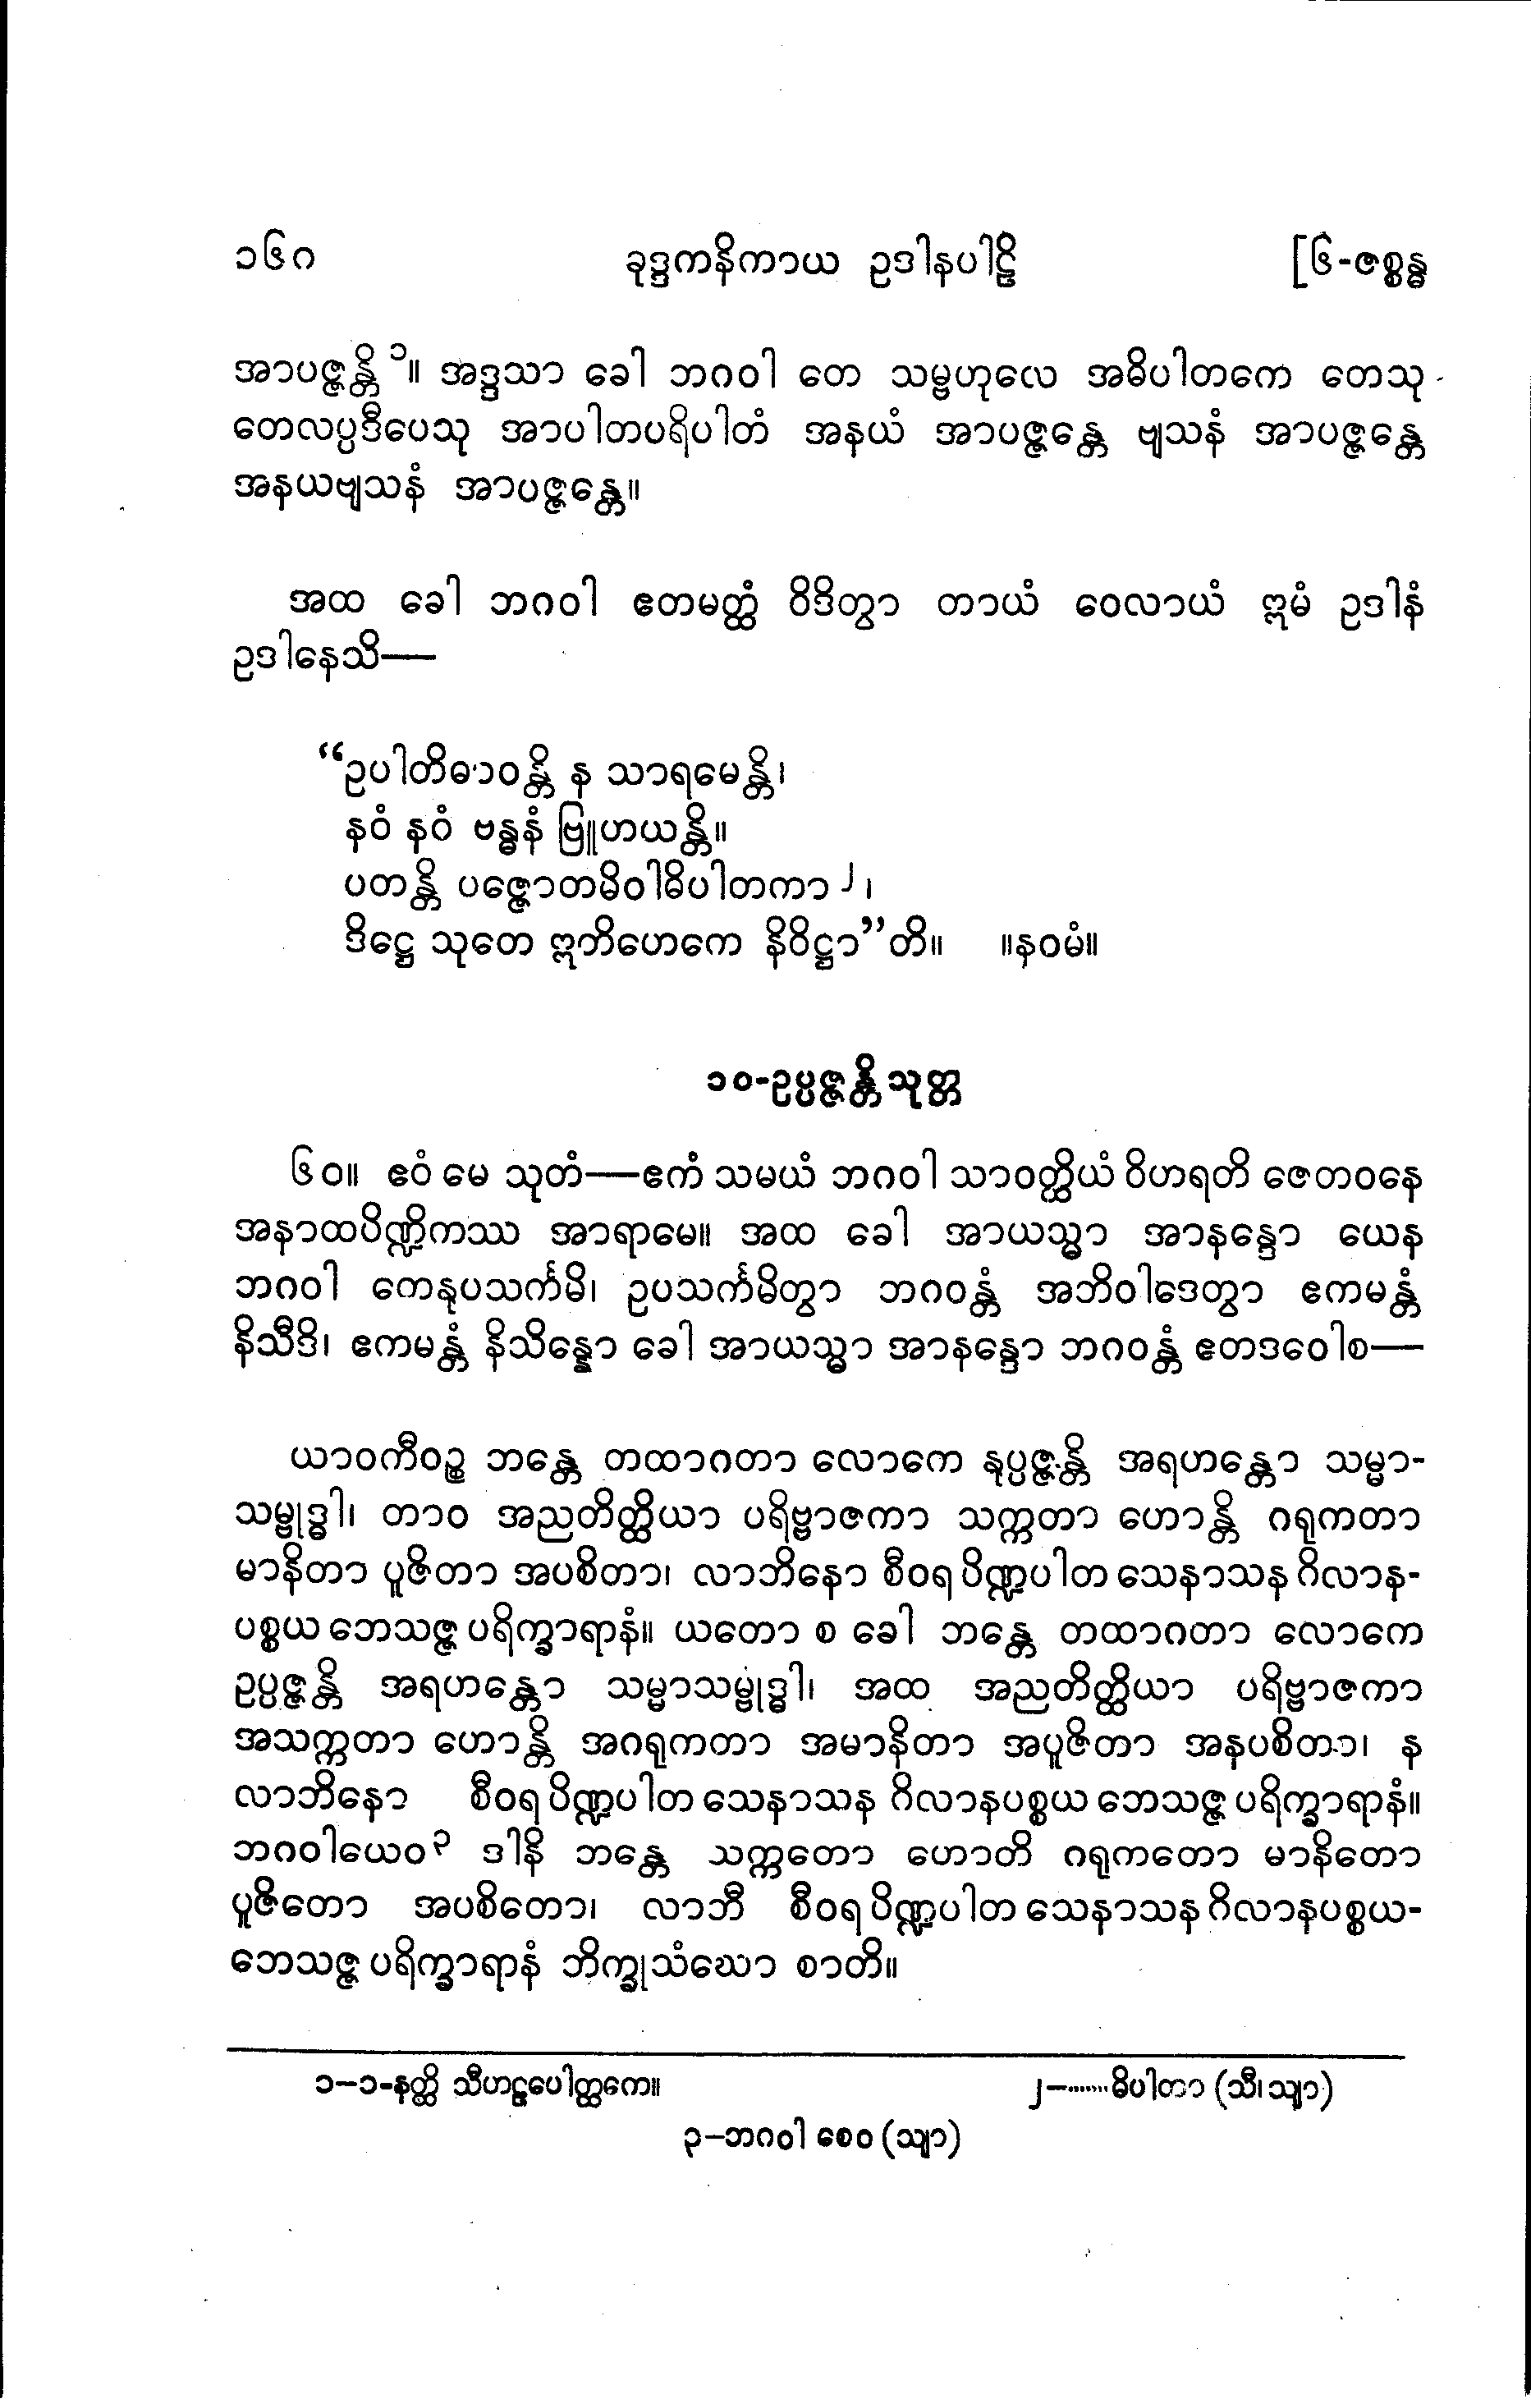 ၁၆ဂ ခုဒ္ဒကနိကာယ ဥဒါနပါဠိ [၆-ဇစ္စန္ဓ
အာပဇ္ဇန္တိ ၁။ အဒ္ဒသာ ခေါ ဘဂဝါ တေ သမ္ဗဟုလေ အဓိပါတကေ တေသု
တေလပ္ပဒီပေသု အာပါတပရိပါတံ အနယံ အာပဇ္ဇန္တေ ဗျသနံ အာပဇ္ဇန္တေ
အနယဗျသနံ အာပဇ္ဇန္တေ။
အထ ခေါ ဘဂဝါ ဧတမတ္ထံ ဝိဒိတွာ တာယံ ဝေလာယံ ဣမံ ဥဒါနံ
ဥဒါနေသိ—
“ဥပါတိဓာဝန္တိ န သာရမေန္တိ၊
နဝံ နဝံ ဗန္ဓနံ ဗြူဟယန္တိ။
ပတန္တိ ပဇ္ဇောတမိဝါဓိပါတကာ ၂၊
ဒိဋ္ဌေ သုတေ ဣတိဟေကေ နိဝိဋ္ဌာ”တိ။ ။နဝမံ။
၁၀-ဥပ္ပဇ္ဇန္တိသုတ္တ
၆၀။ ဧဝံ မေ သုတံ—ဧကံ သမယံ ဘဂဝါ သာဝတ္ထိယံ ဝိဟရတိ ဇေတဝနေ
အနာထပိဏ္ဍိကဿ အာရာမေ။ အထ ခေါ အာယသ္မာ အာနန္ဒော ယေန
ဘဂဝါ တေနုပသင်္ကမိ၊ ဥပသင်္ကမိတွာ ဘဂဝန္တံ အဘိဝါဒေတွာ ဧကမန္တံ
နိသီဒိ၊ ဧကမန္တံ နိသိန္နော ခေါ အာယသ္မာ အာနန္ဒော ဘဂဝန္တံ ဧတဒဝေါစ—
ယာဝကီဝဉ္စ ဘန္တေ တထာဂတာ လောကေ နုပ္ပဇ္ဇန္တိ အရဟန္တော သမ္မာ-
သမ္ဗုဒ္ဓါ၊ တာဝ အညတိတ္ထိယာ ပရိဗ္ဗာဇကာ သက္ကတာ ဟောန္တိ ဂရုကတာ
မာနိတာ ပူဇိတာ အပစိတာ၊ လာဘိနော စီဝရ ပိဏ္ဍပါတ သေနာသန ဂိလာန-
ပစ္စယ ဘေသဇ္ဇ ပရိက္ခာရာနံ။ ယတော စ ခေါ ဘန္တေ တထာဂတာ လောကေ
ဥပ္ပဇ္ဇန္တိ အရဟန္တော သမ္မာသမ္ဗုဒ္ဓါ၊ အထ အညတိတ္ထိယာ ပရိဗ္ဗာဇကာ
အသက္ကတာ ဟောန္တိ အဂရုကတာ အမာနိတာ အပူဇိတာ အနပစိတာ၊ န
လာဘိနော စီဝရ ပိဏ္ဍပါတ သေနာသန ဂိလာနပစ္စယ ဘေသဇ္ဇ ပရိက္ခာရာနံ။
ဘဂဝါယေဝ ၃ ဒါနိ ဘန္တေ သက္ကတော ဟောတိ ဂရုကတော မာနိတော
ပူဇိတော အပစိတော၊ လာဘီ စီဝရ ပိဏ္ဍပါတ သေနာသန ဂိလာနပစ္စယ-
ဘေသဇ္ဇ ပရိက္ခာရာနံ ဘိက္ခုသံဃော စာတိ။
၁–၁-နတ္ထိ သီဟဠပေါတ္ထကေ။ ၂–........ဓိပါတာ (သီ၊ သျာ)
၃–ဘဂဝါ စေဝ (သျာ)